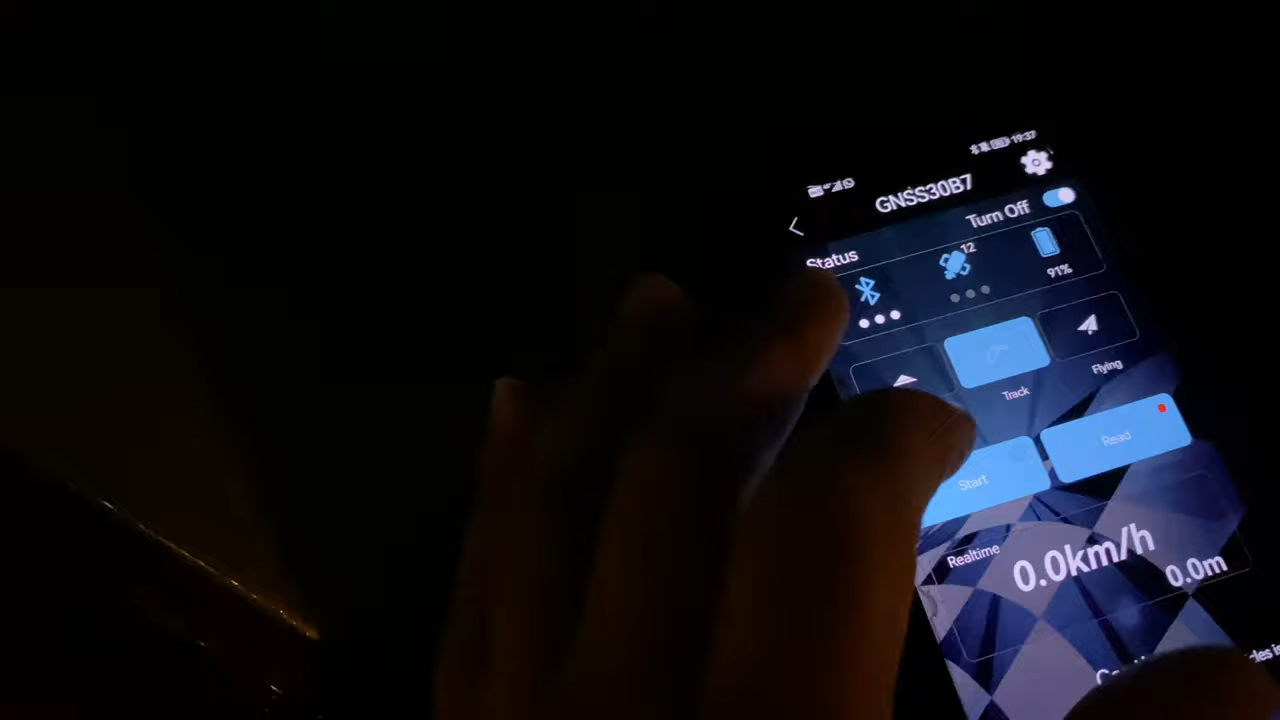 19:37
GNSS30B7
Turn Off
Status
12
91%
Track
Flying
Start
Read
Realtime
0.0km/h
0.0m